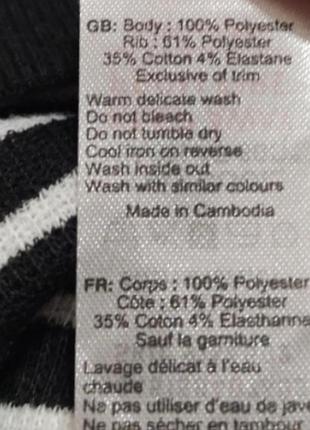 GB: Body : 100% Polyester
Rib : 61% Polyester
35% Cotton 4% Elastane
Exclusive of trim
Warm delicate wash
Do not bleach
Do not tumble dry
Cool iron on reverse
Wash inside out
Wash with similar colours
Made in Cambodia
FR: Corps : 100% Polyester
Côte : 61% Polyester
35% Coton 4% Elasthanne
Sauf la garniture
Lavage délicat à l'eau
chaude
Ne pas utiliser d'eau de jave
Ne pas sécher en tambour